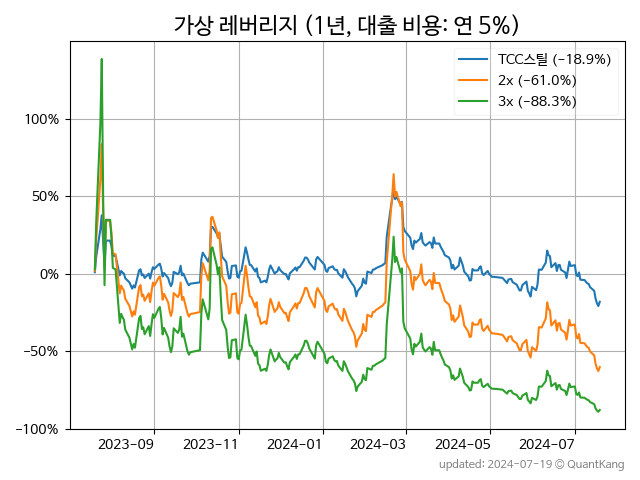 가상 레버리지 (1년, 대출 비용: 연 5%)
TCC스틸 (−18.9%)
2x (−61.0%)
3x (−88.3%)
100%
50%
0%
−50%
−100%
2023-09 2023-11 2024-01 2024-03 2024-05 2024-07
updated: 2024-07-19 © QuantKang